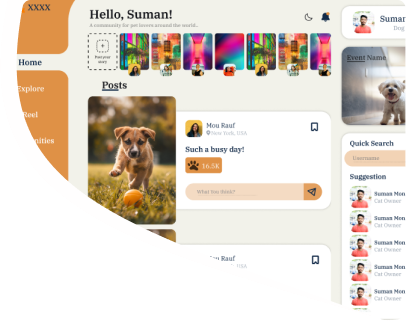 XXXX
Home
Explore
Reel
nities
Hello, Suman!
A community for pet lovers around the world..
Post your
story
Posts
Mou Rauf
New York, USA
Such a busy day!
16.5K
What You think?
u Rauf
USA
Suman
Dog
Event Name
Quick Search
Username
Suggestion
Suman Mon
Cat Owner
Suman Mon
Cat Owner
Suman Mon
Cat Owner
Suman Mon
Cat Owner
Suman Mon
Cat Owner